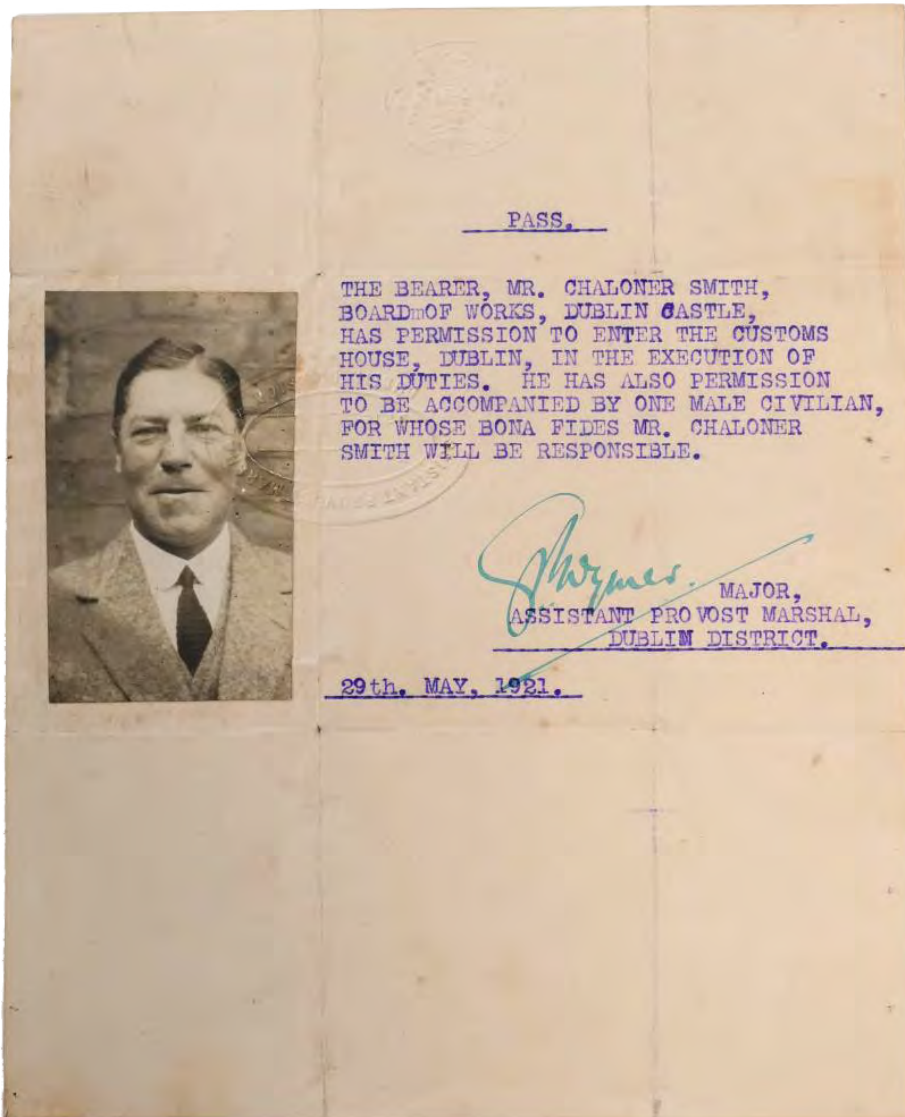 PASS.
THE BEARER, MR. CHALONER SMITH,
BOARDmOF WORKS, DUBLIN CASTLE,
HAS PERMISSION TO ENTER THE CUSTOMS
HOUSE, DUBLIN, IN THE EXECUTION OF
HIS DUTIES. HE HAS ALSO PERMISSION
TO BE ACCOMPANIED BY ONE MALE CIVILIAN,
FOR WHOSE BONA FIDES MR. CHALONER
SMITH WILL BE RESPONSIBLE.
MAJOR,
ASSISTANT PROVOST MARSHAL,
DUBLIN DISTRICT.
29th. MAY, 1921.